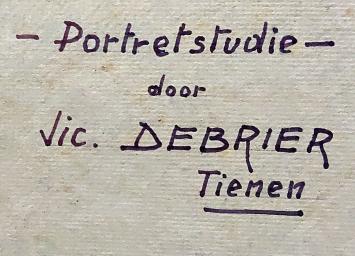 - Portretstudie -
door
Vic. DEBRIER
Tienen